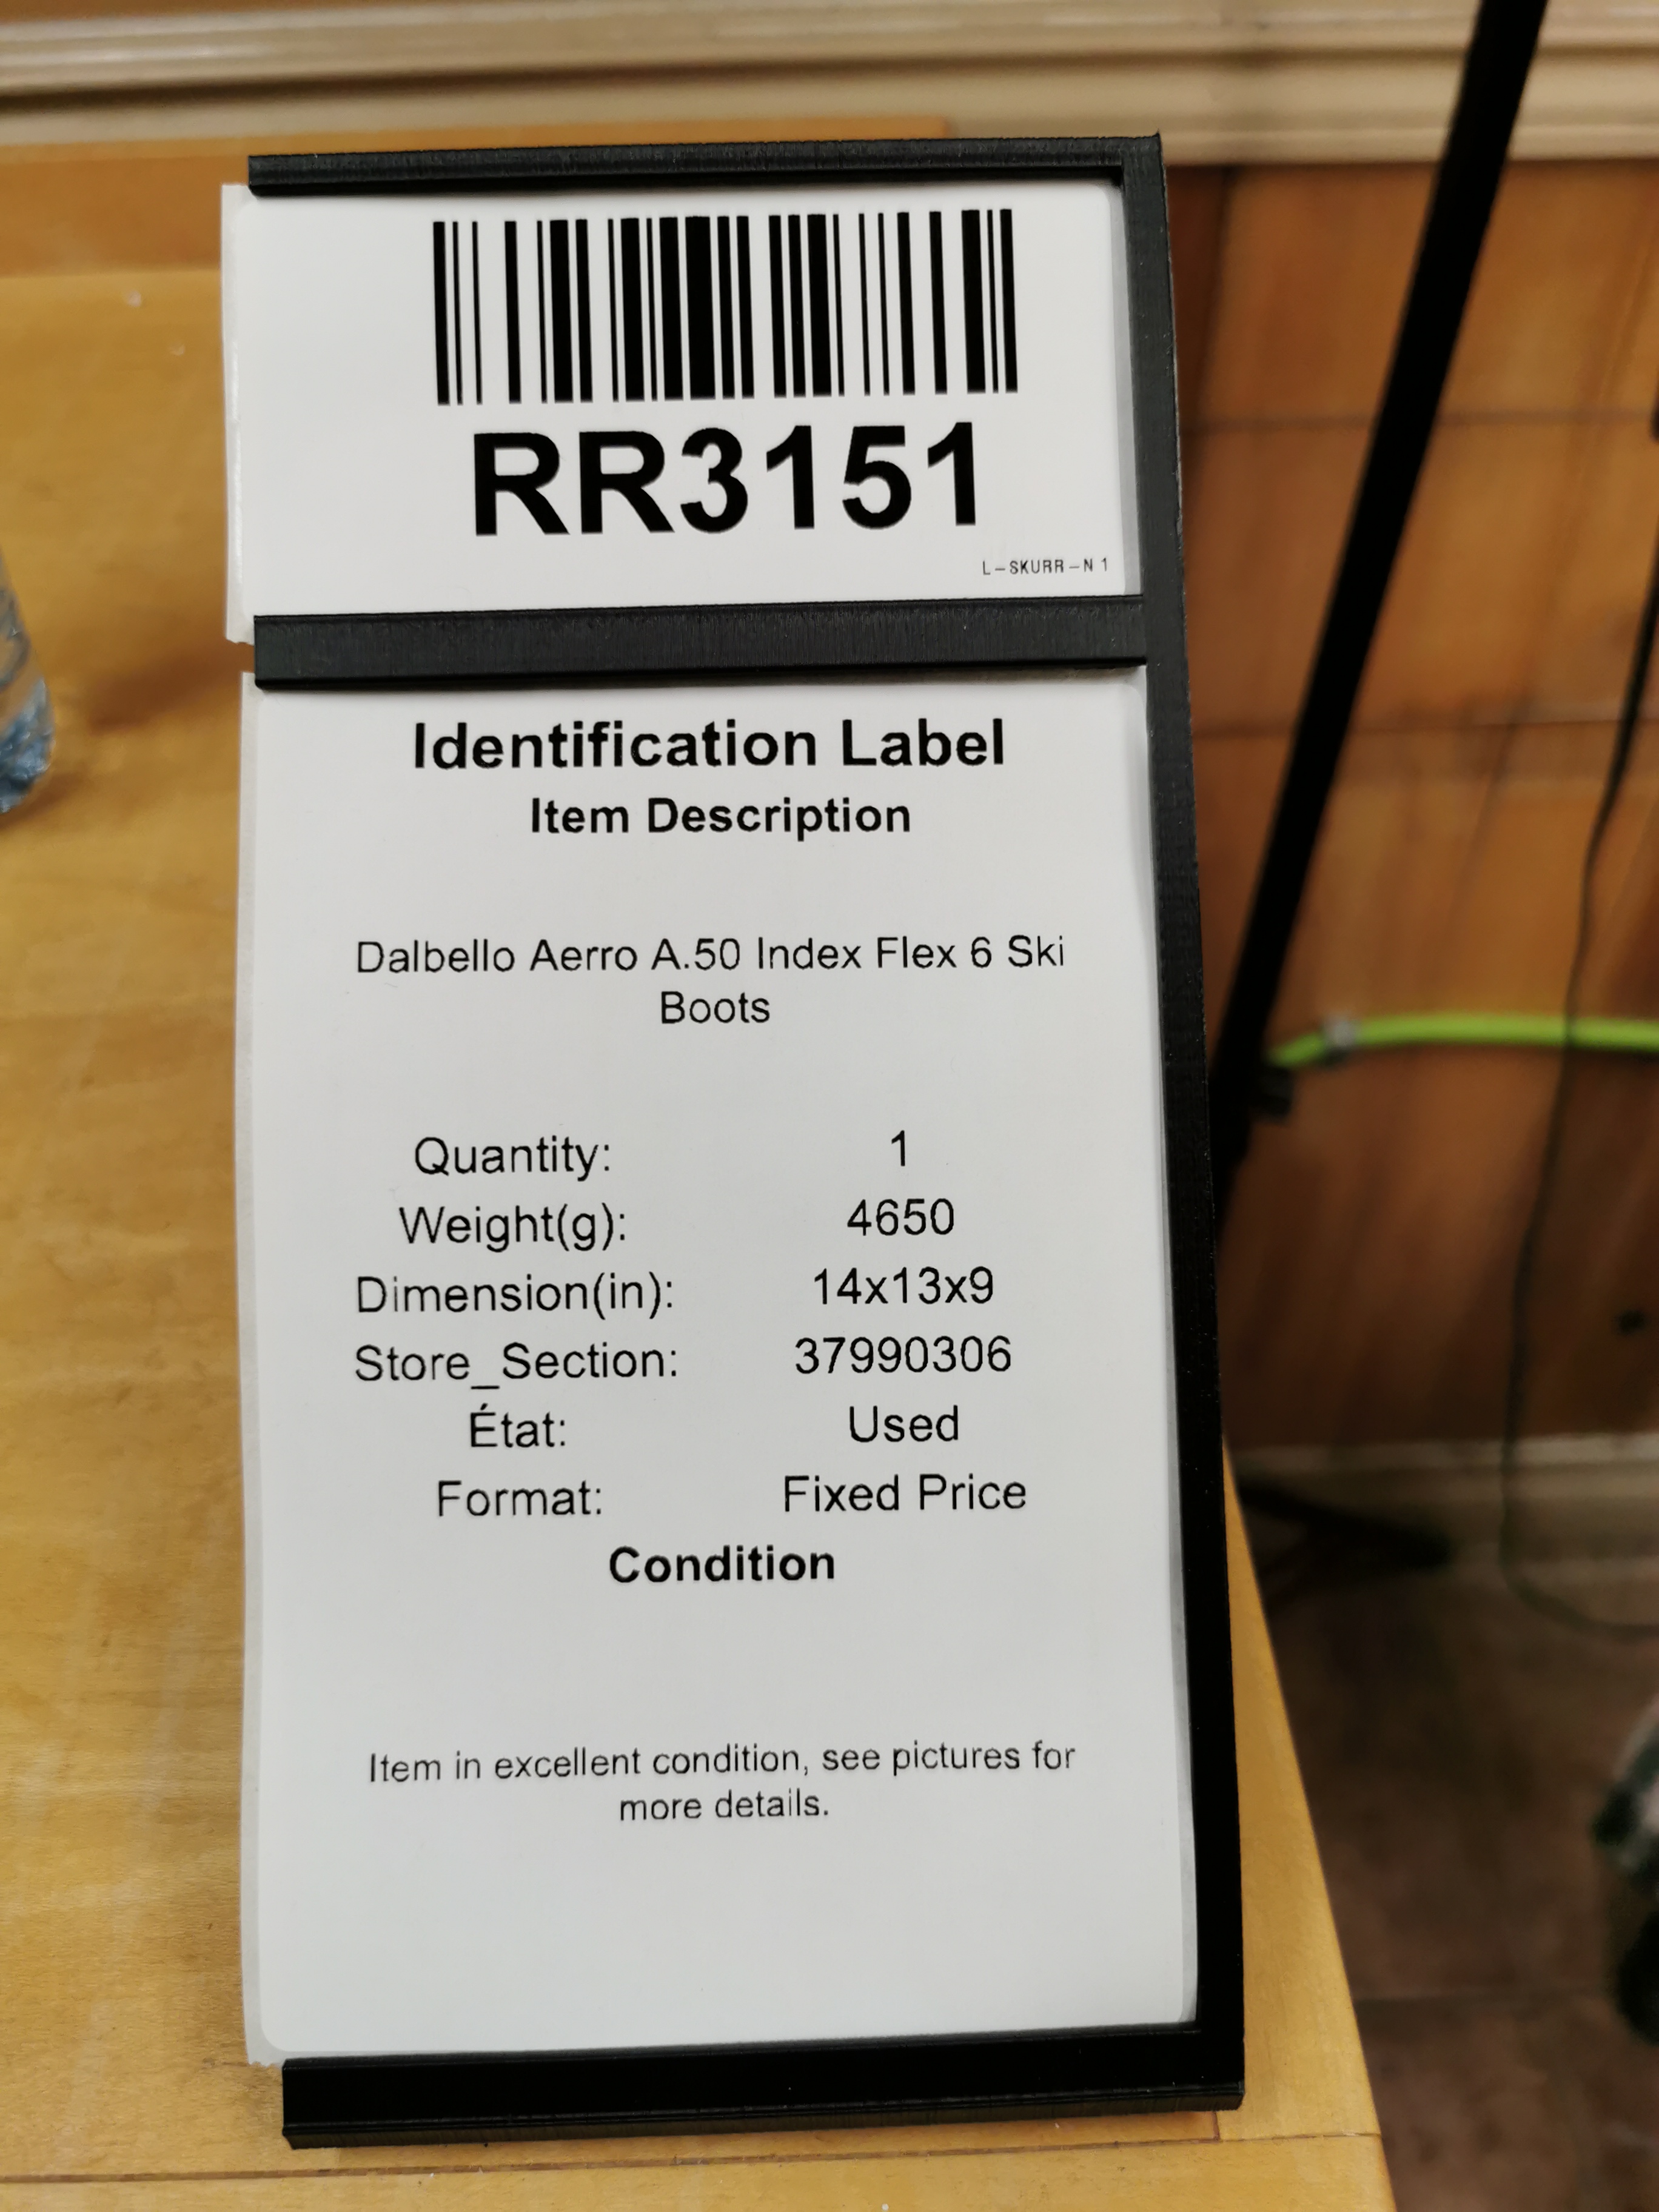 RR3151
L-SKURR-N 1
Identification Label
Item Description
Dalbello Aerro A.50 Index Flex 6 Ski
Boots
Quantity: 1
Weight(g): 4650
Dimension(in): 14x13x9
Store_Section: 37990306
État: Used
Format: Fixed Price
Condition
Item in excellent condition, see pictures for
more details.